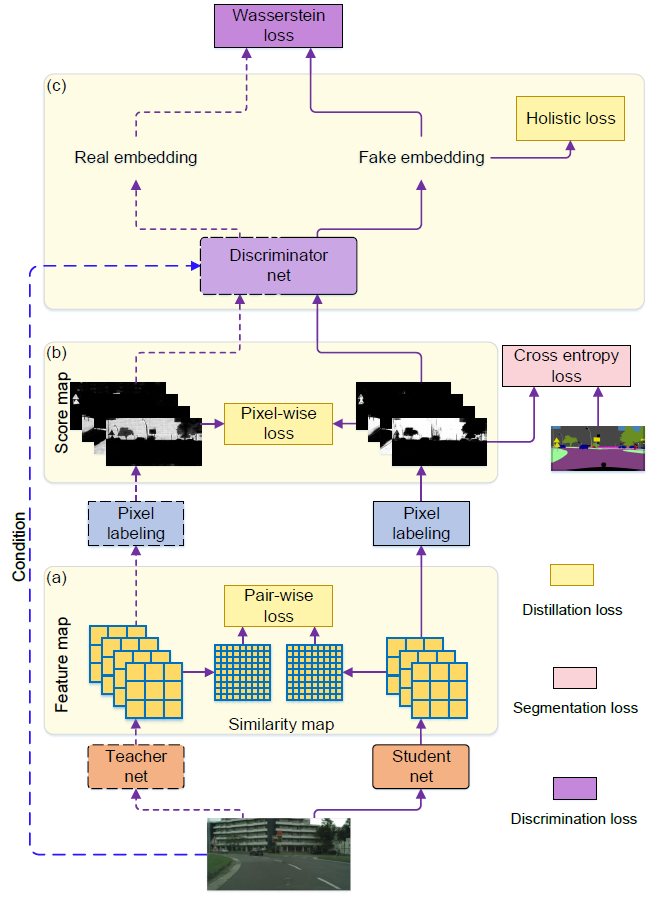 Wasserstein
loss
(c)
Holistic loss
Real embedding
Fake embedding
Discriminator
net
(b)
Score map
Pixel-wise
loss
Cross entropy
loss
Pixel
labeling
Pixel
labeling
Condition
(a)
Feature map
Pair-wise
loss
Similarity map
Distillation loss
Segmentation loss
Discrimination loss
Teacher
net
Student
net